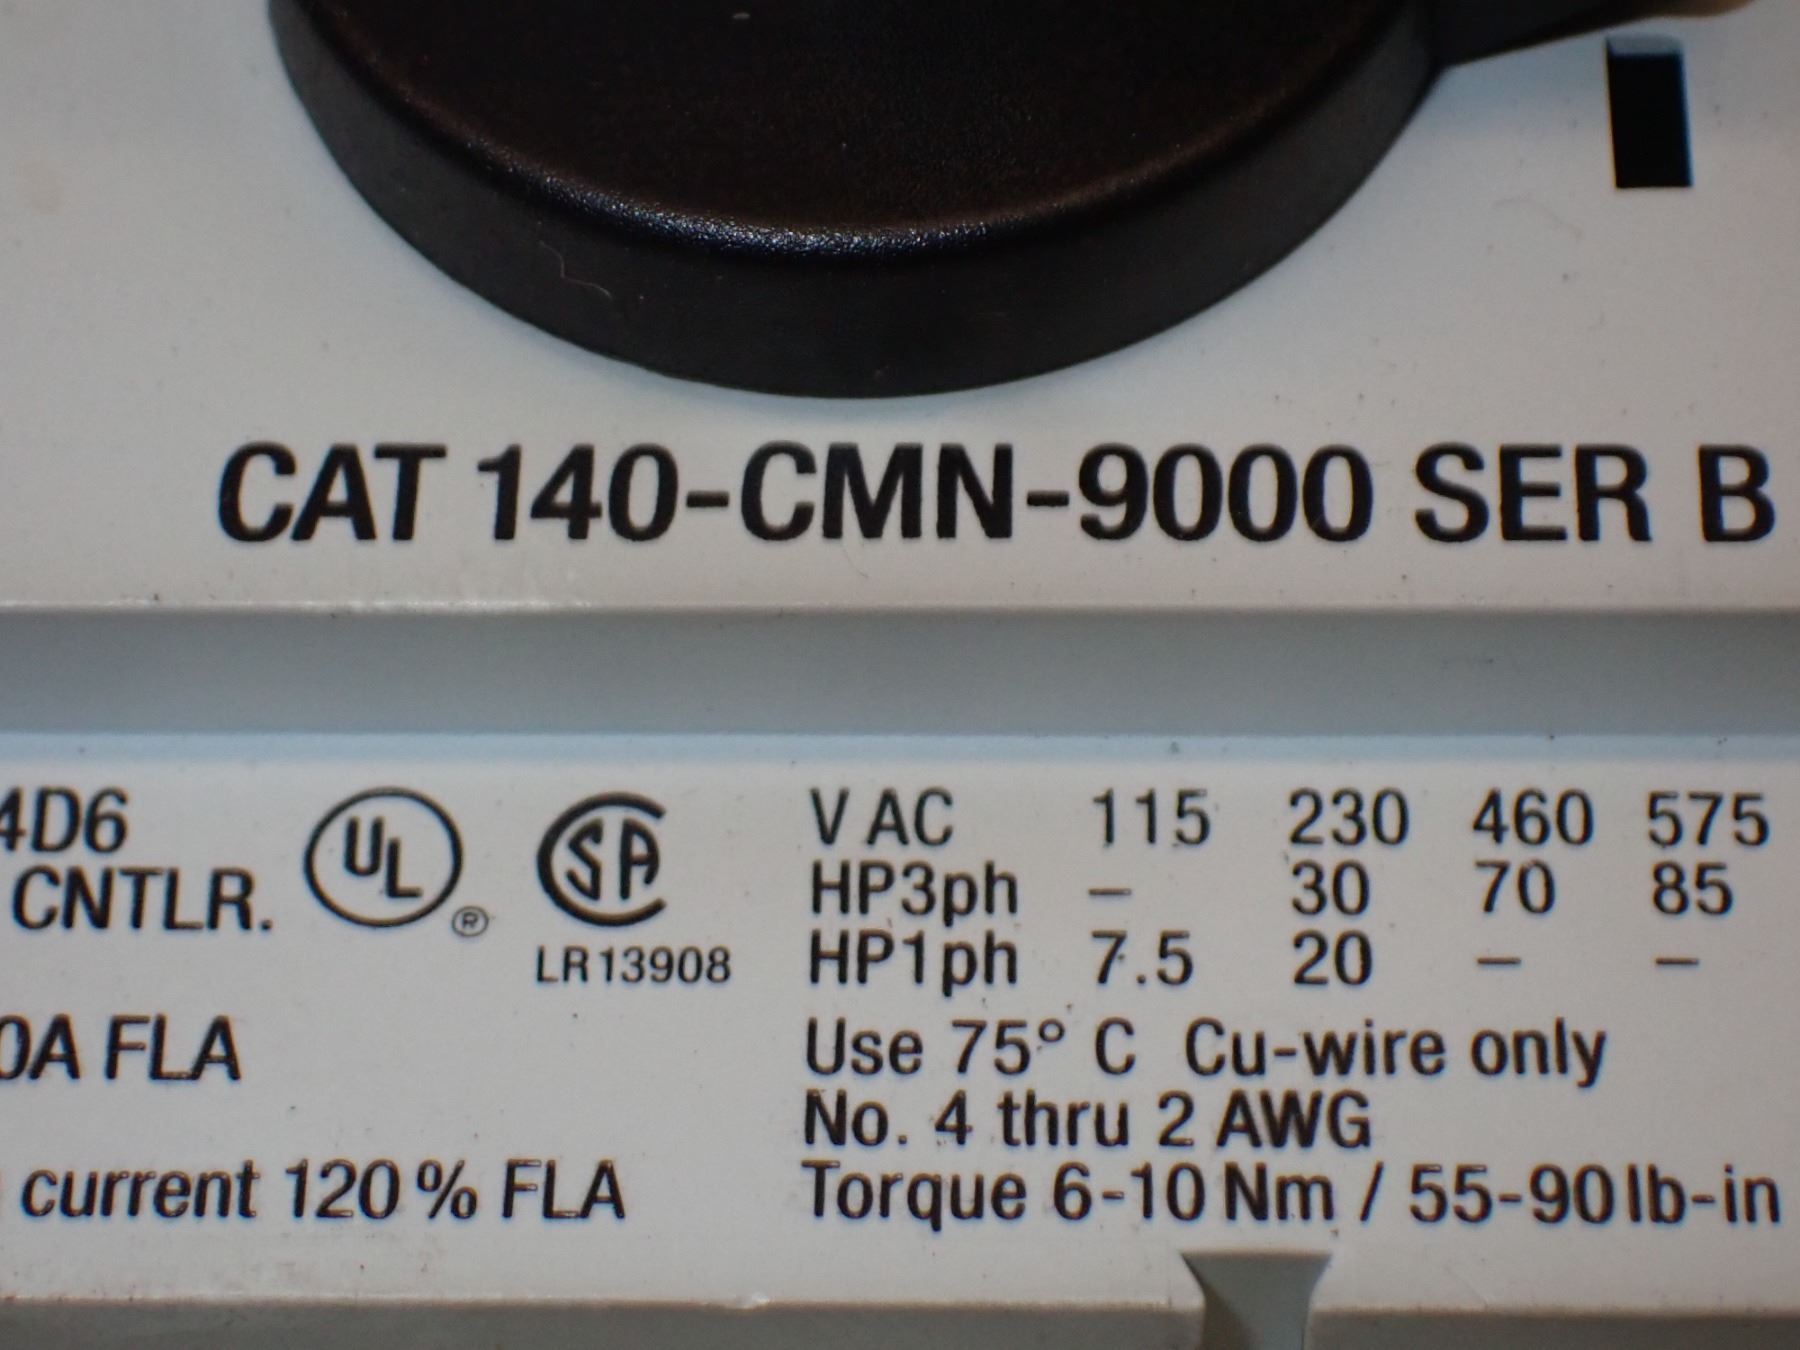 CAT 140-CMN-9000 SER B
4D6
CNTLR.
UL ®
SA
LR13908
V AC 115 230 460 575
HP3ph – 30 70 85
HP1ph 7.5 20 – –
0A FLA
Use 75° C Cu-wire only
No. 4 thru 2 AWG
current 120% FLA
Torque 6-10 Nm / 55-90 lb-in